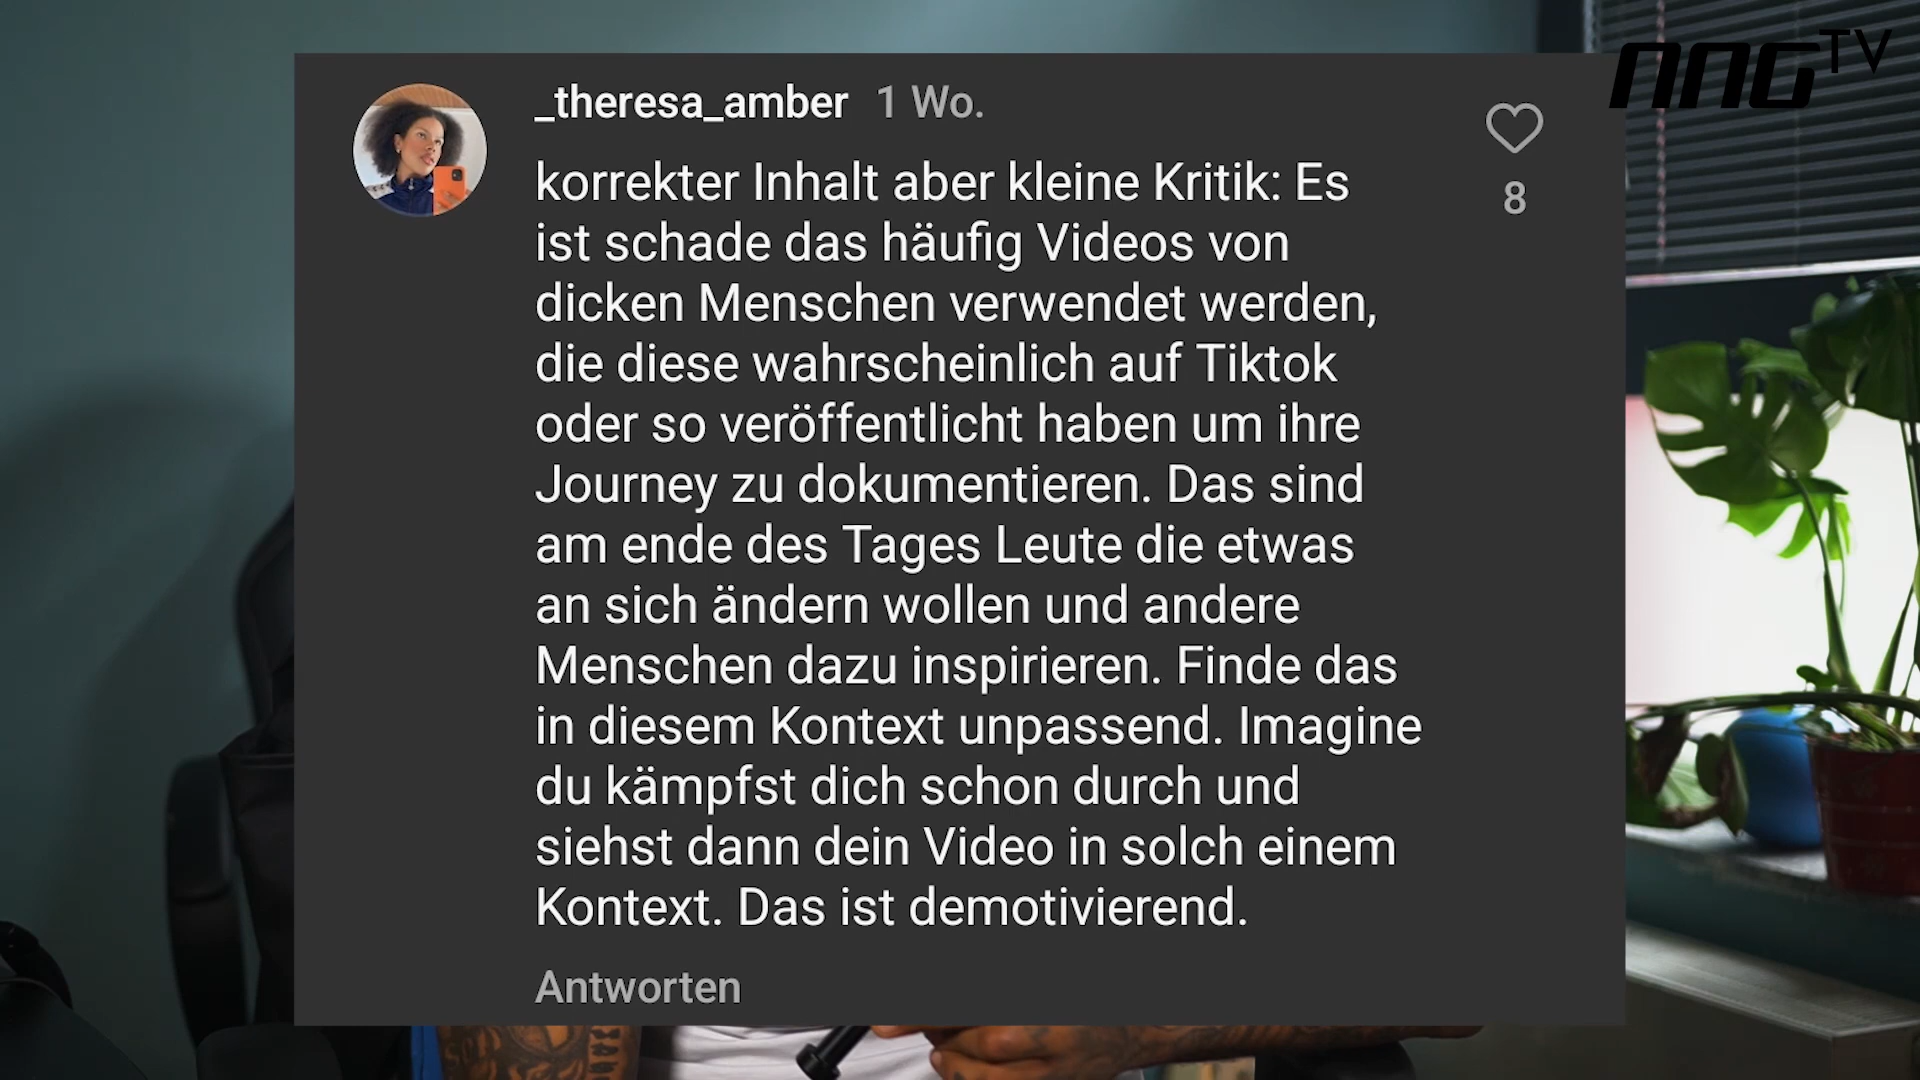 nnG TV
_theresa_amber 1 Wo.
korrekter Inhalt aber kleine Kritik: Es
ist schade das häufig Videos von
dicken Menschen verwendet werden,
die diese wahrscheinlich auf Tiktok
oder so veröffentlicht haben um ihre
Journey zu dokumentieren. Das sind
am ende des Tages Leute die etwas
an sich ändern wollen und andere
Menschen dazu inspirieren. Finde das
in diesem Kontext unpassend. Imagine
du kämpfst dich schon durch und
siehst dann dein Video in solch einem
Kontext. Das ist demotivierend.
8
Antworten